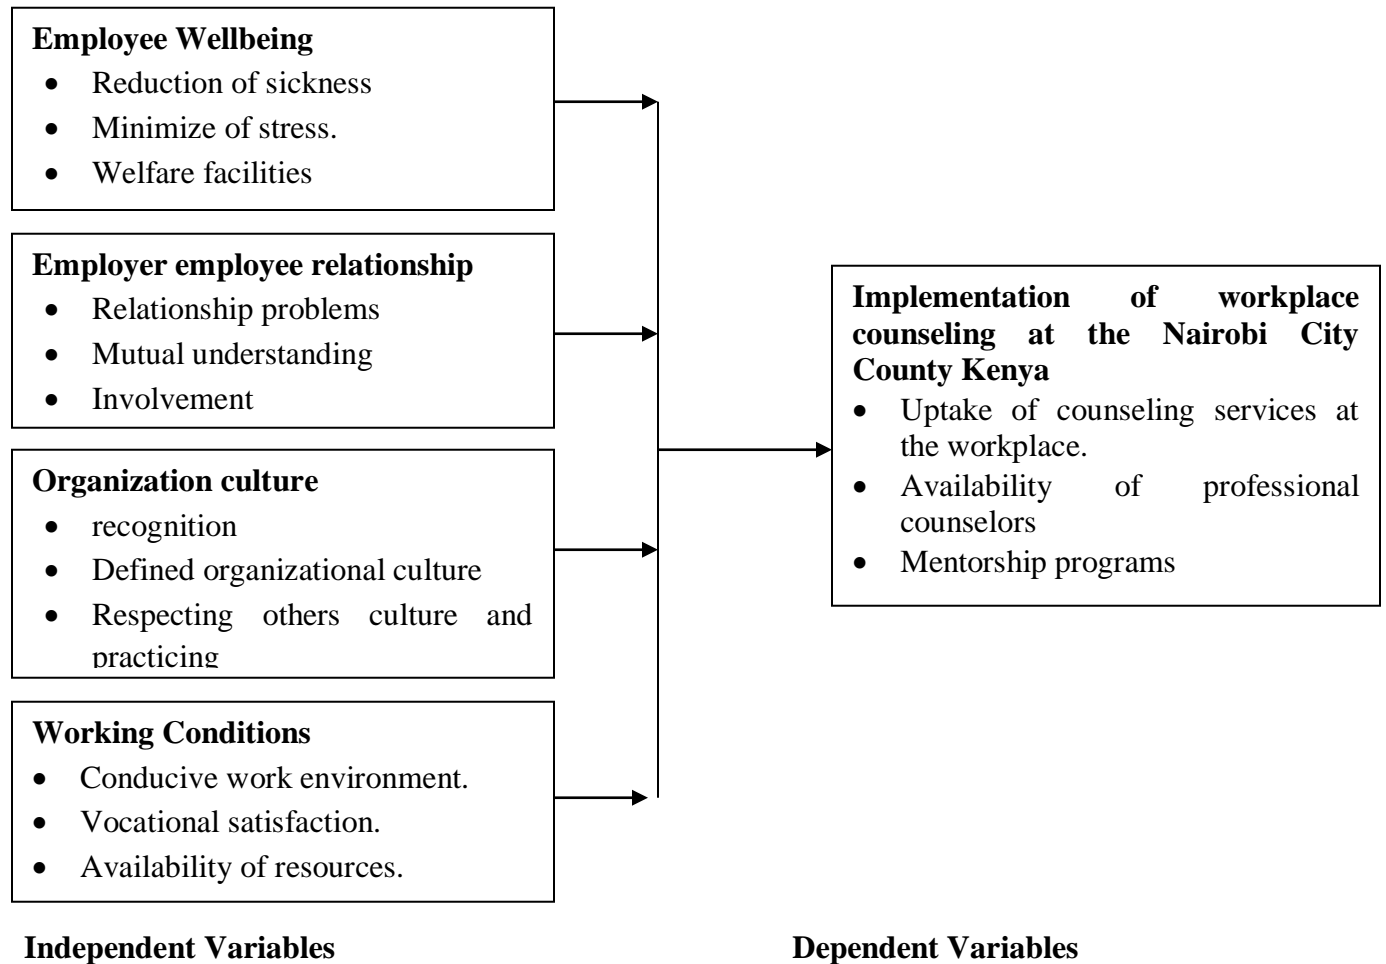 Employee Wellbeing
• Reduction of sickness
• Minimize of stress.
• Welfare facilities
Employer employee relationship
• Relationship problems
• Mutual understanding
• Involvement
Organization culture
• recognition
• Defined organizational culture
• Respecting others culture and
practicing
Working Conditions
• Conducive work environment.
• Vocational satisfaction.
• Availability of resources.
Independent Variables
Implementation of workplace
counseling at the Nairobi City
County Kenya
• Uptake of counseling services at
the workplace.
• Availability of professional
counselors
• Mentorship programs
Dependent Variables